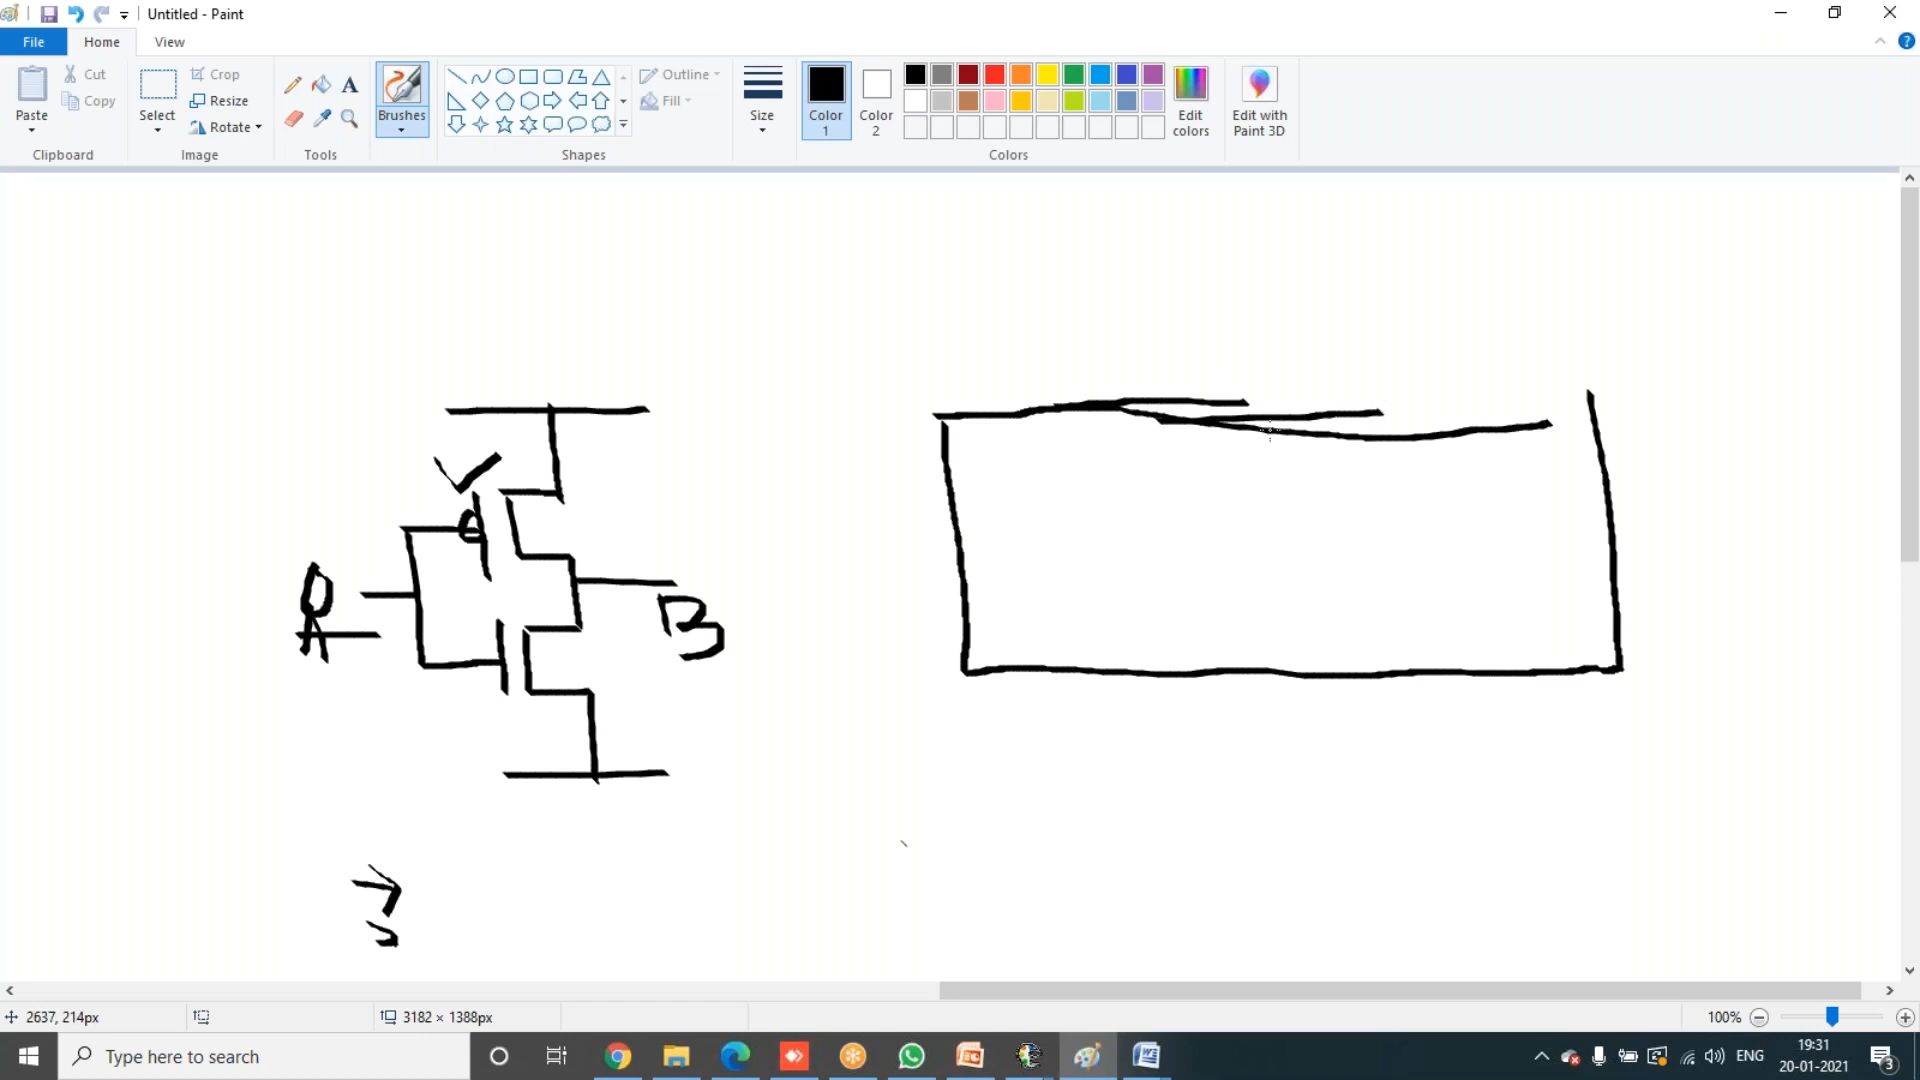 Untitled - Paint
File Home View
Paste Cut Copy Clipboard
Select Crop Resize Rotate Image
Tools
Brushes
Outline Fill Shapes
Size
Color 1 Color 2 Edit colors Edit with Paint 3D Colors
B
2637, 214px 3182 × 1388px 100%
Type here to search ENG 19:31 20-01-2021 3